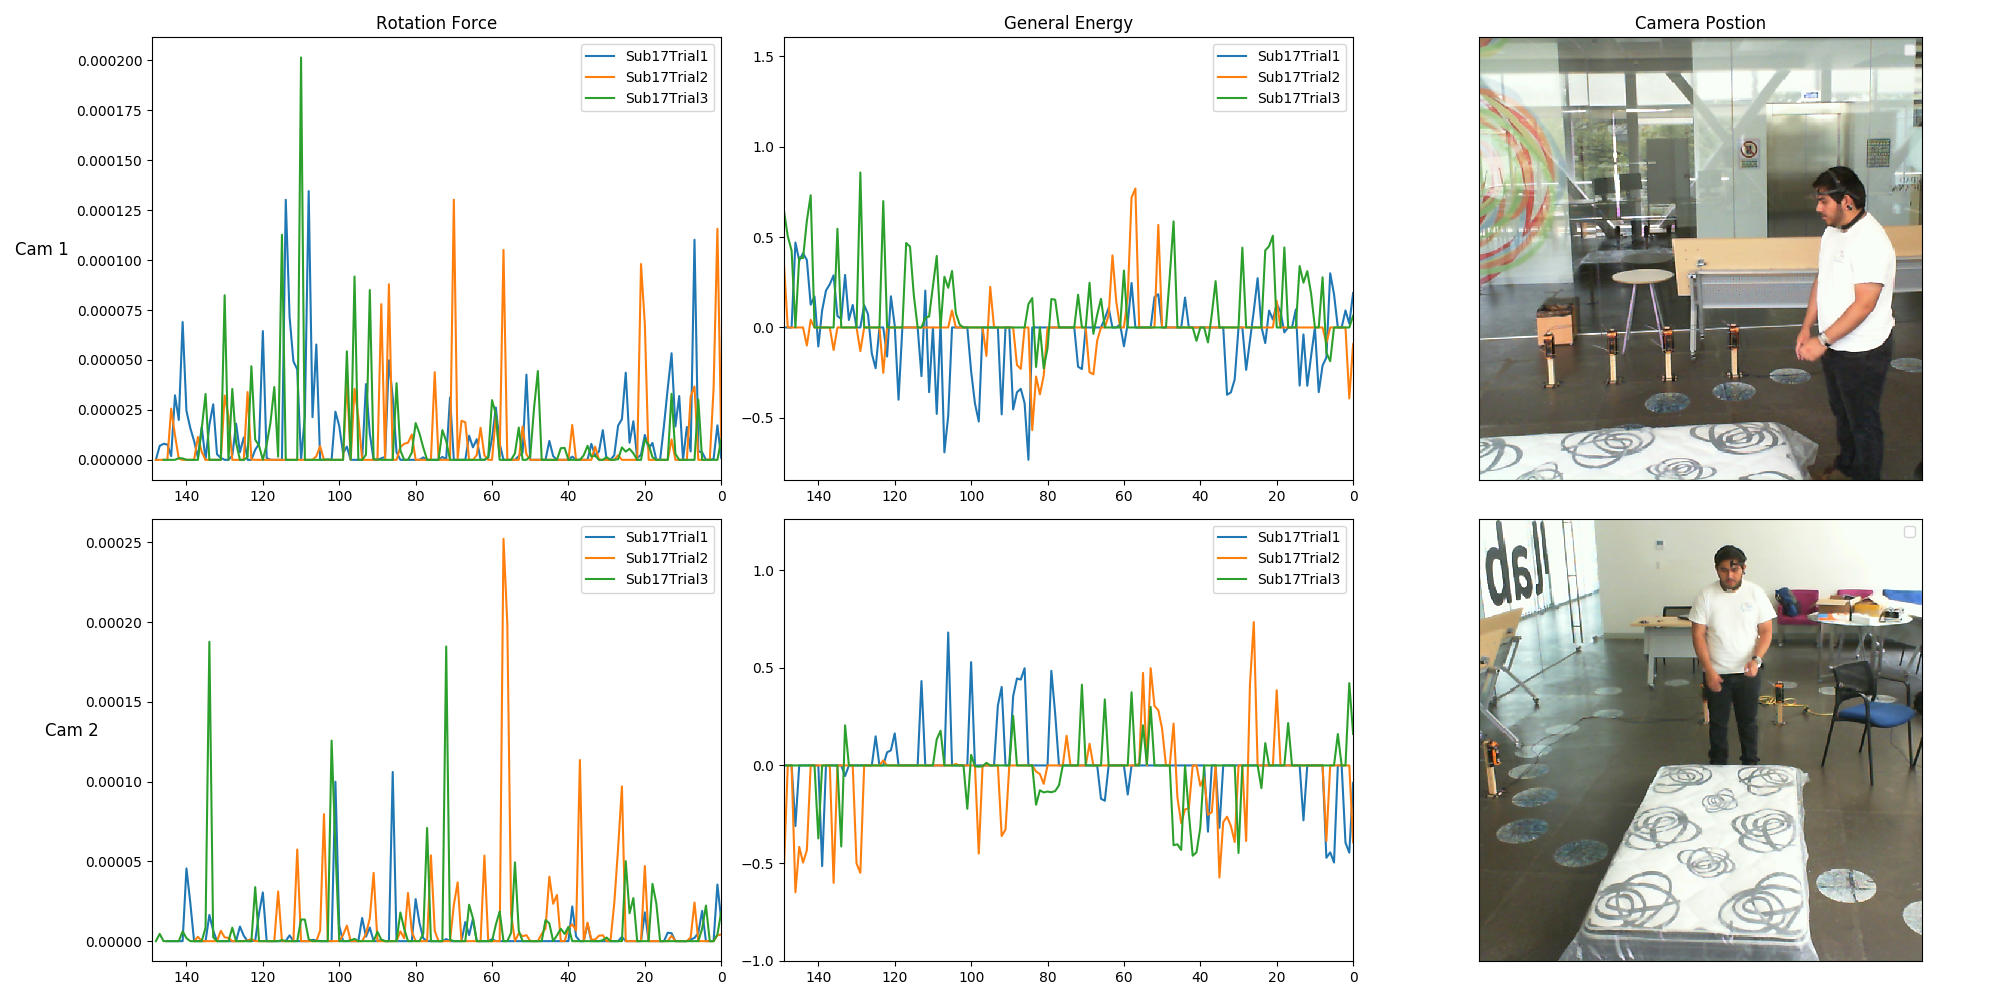 Rotation Force
General Energy
Camera Postion
Cam 1
0.000200
0.000175
0.000150
0.000125
0.000100
0.000075
0.000050
0.000025
0.000000
140 120 100 80 60 40 20 0
Sub17Trial1
Sub17Trial2
Sub17Trial3
1.5
1.0
0.5
0.0
−0.5
140 120 100 80 60 40 20 0
Sub17Trial1
Sub17Trial2
Sub17Trial3
Cam 2
0.00025
0.00020
0.00015
0.00010
0.00005
0.00000
140 120 100 80 60 40 20 0
Sub17Trial1
Sub17Trial2
Sub17Trial3
1.0
0.5
0.0
−0.5
−1.0
140 120 100 80 60 40 20 0
Sub17Trial1
Sub17Trial2
Sub17Trial3